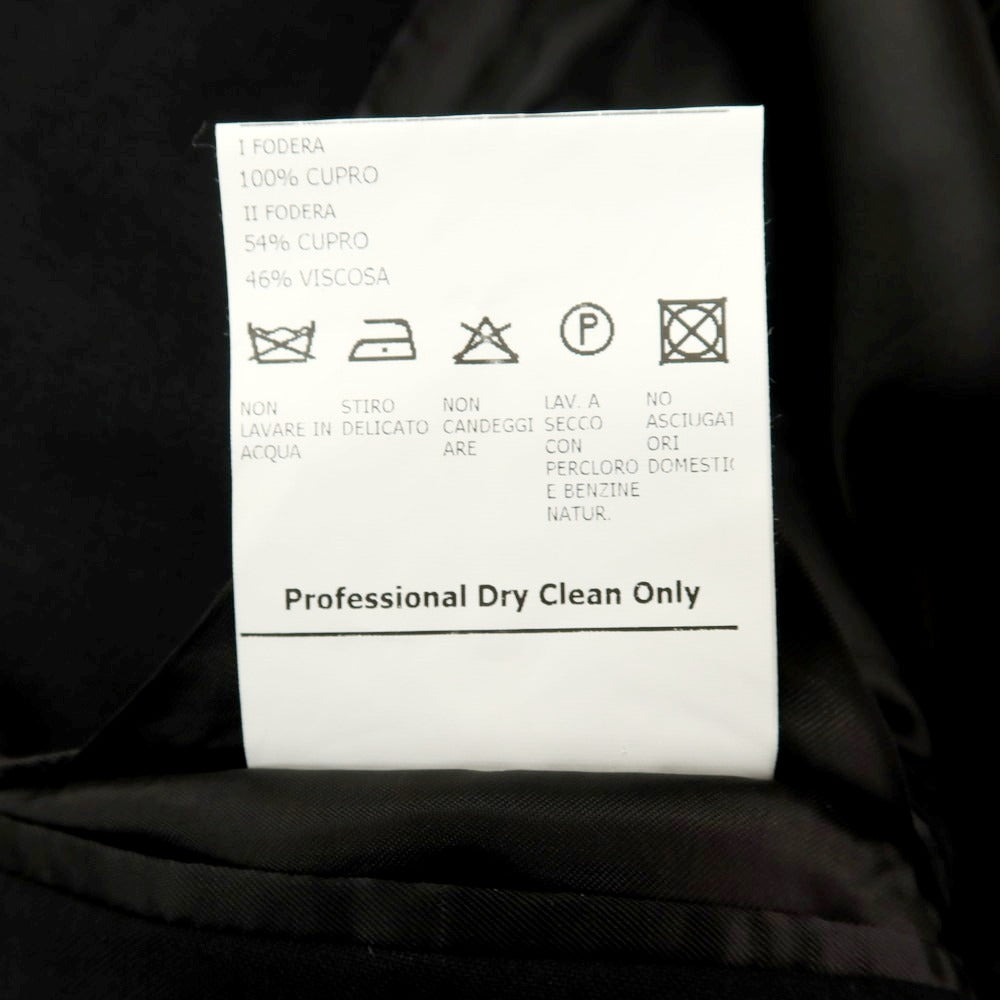 I FODERA
100% CUPRO
II FODERA
54% CUPRO
46% VISCOSA
P
NON
LAVARE IN
ACQUA
STIRO
DELICATO
NON
CANDEGGI
ARE
LAV. A
SECCO
CON
PERCLORO
E BENZINE
NATUR.
NO
ASCIUGAT
ORI
DOMESTIC
Professional Dry Clean Only